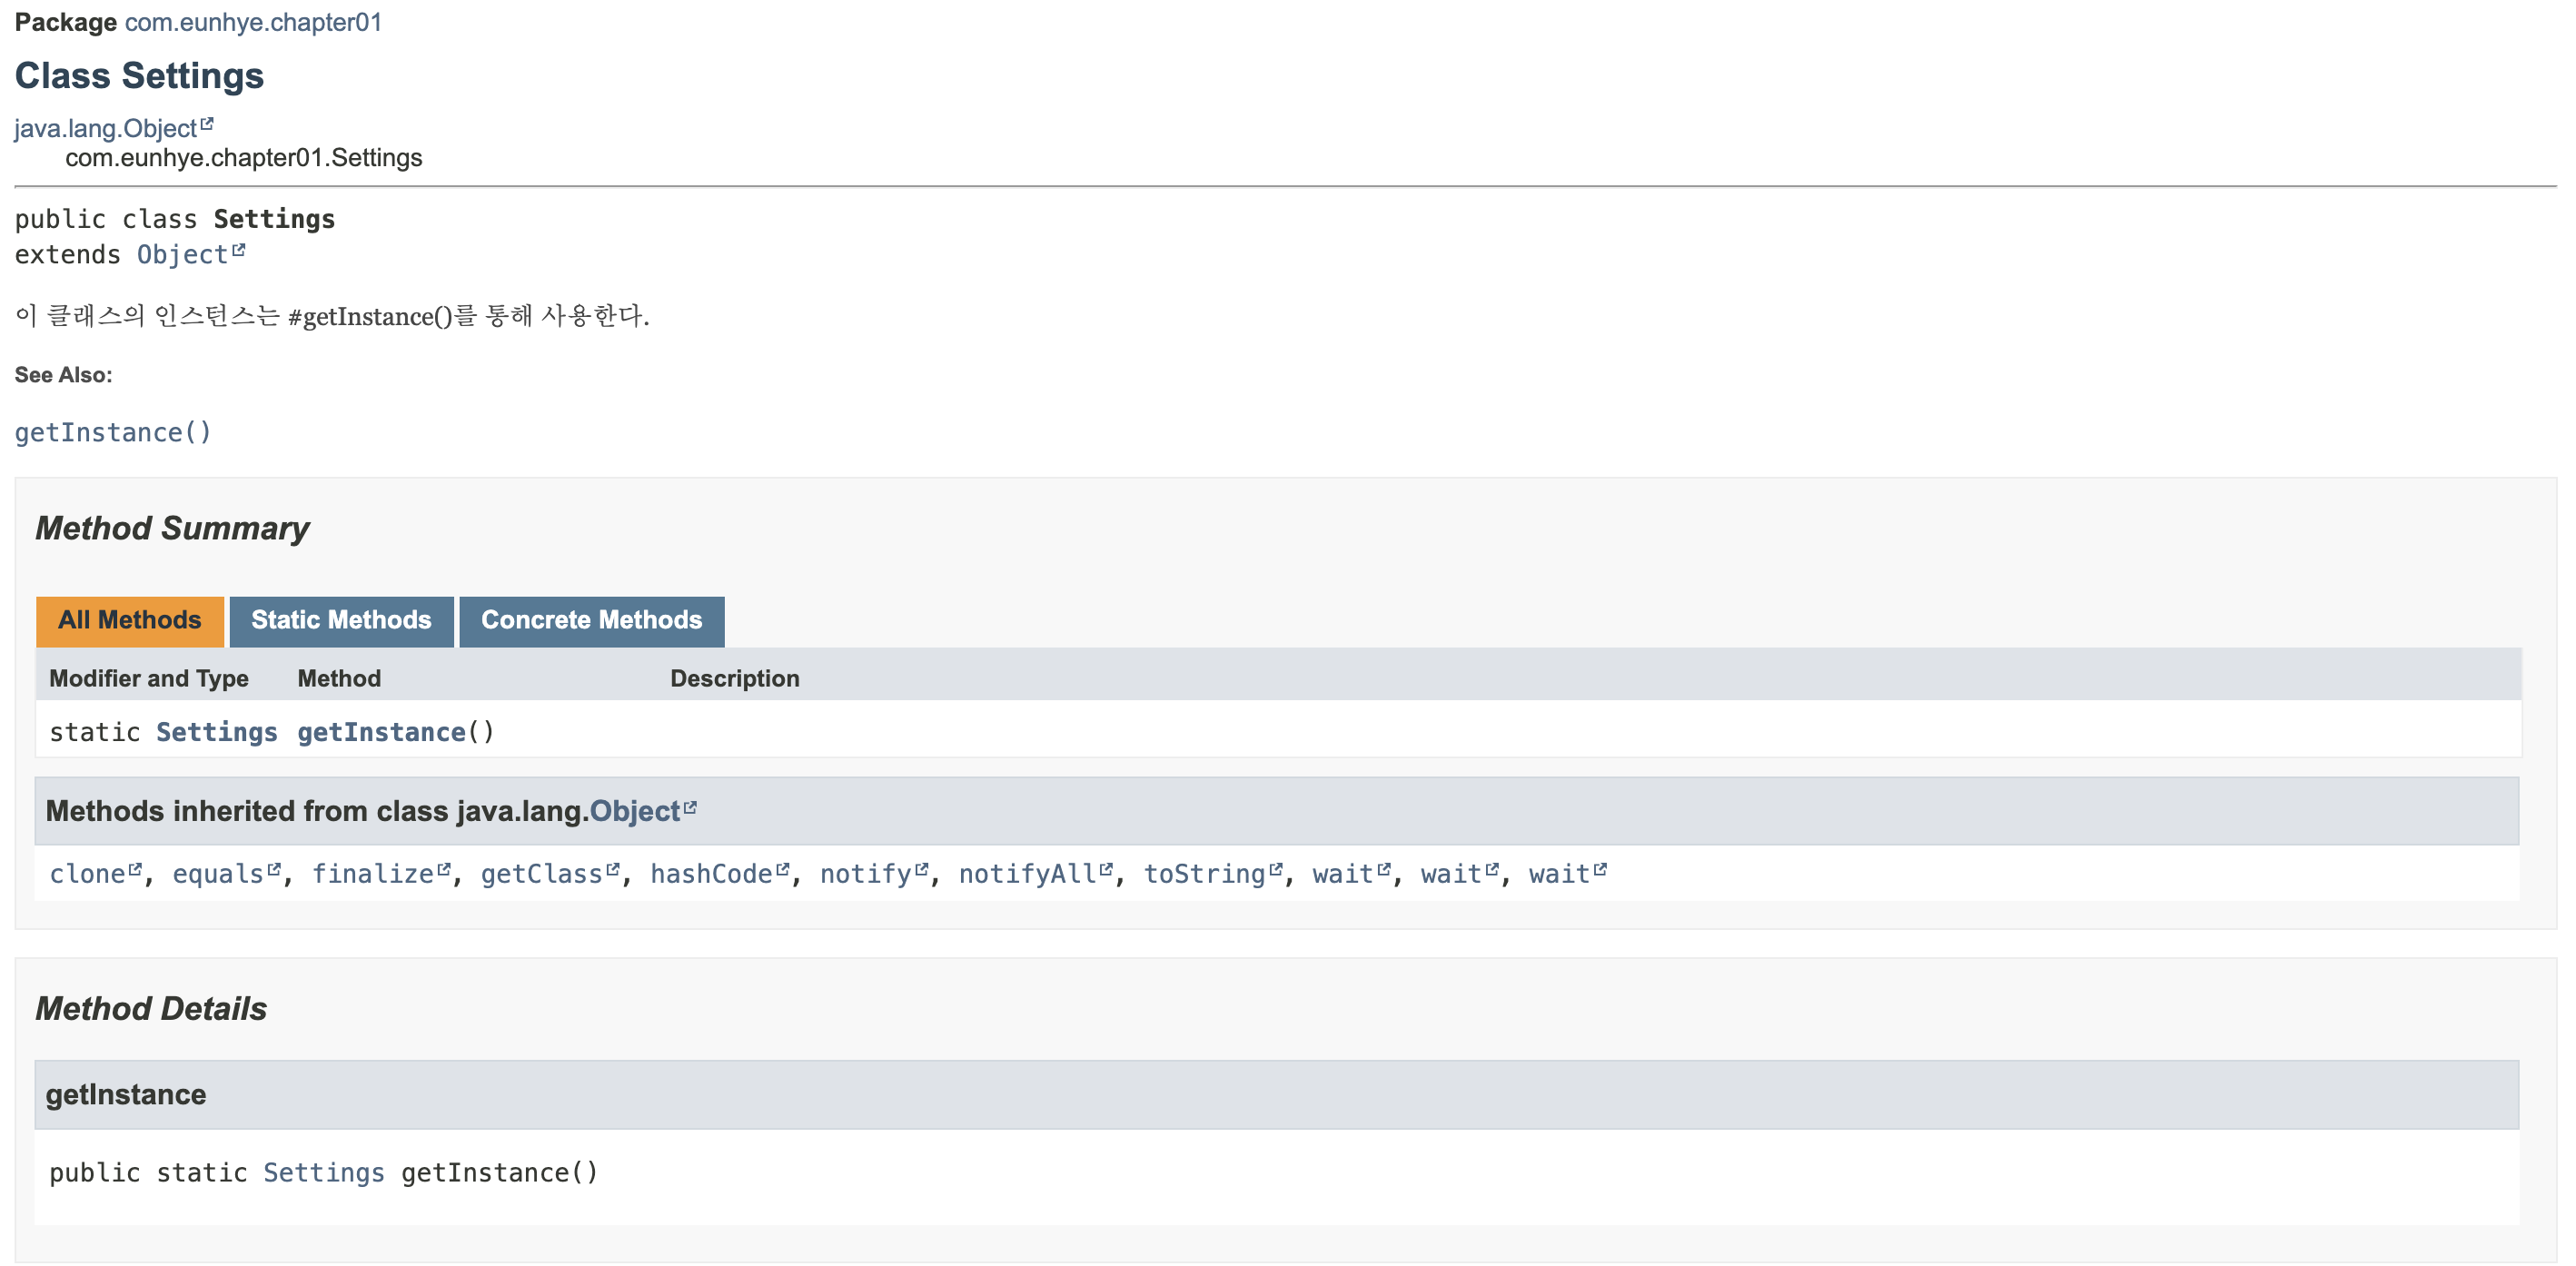 Package com.eunhye.chapter01
Class Settings
java.lang.Object
com.eunhye.chapter01.Settings
public class Settings
extends Object
이 클래스의 인스턴스는 #getInstance()를 통해 사용한다.
See Also:
getInstance()
Method Summary
All Methods Static Methods Concrete Methods
Modifier and Type Method Description
static Settings getInstance()
Methods inherited from class java.lang.Object
clone, equals, finalize, getClass, hashCode, notify, notifyAll, toString, wait, wait, wait
Method Details
getInstance
public static Settings getInstance()